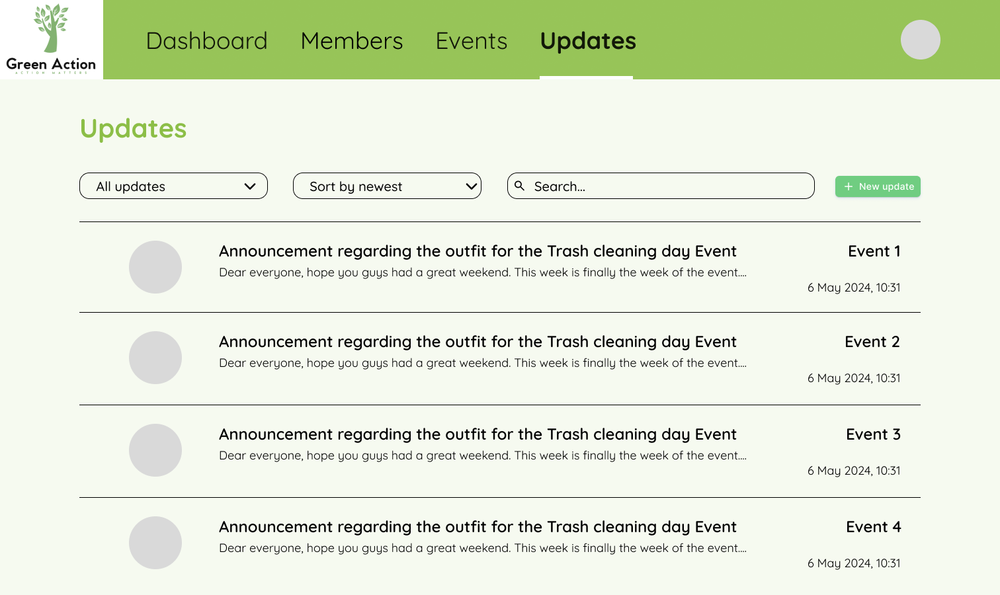 Green Action
ACTION MATTERS
Dashboard Members Events Updates
Updates
All updates
Sort by newest
Search...
+ New update
Announcement regarding the outfit for the Trash cleaning day Event
Event 1
Dear everyone, hope you guys had a great weekend. This week is finally the week of the event....
6 May 2024, 10:31
Announcement regarding the outfit for the Trash cleaning day Event
Event 2
Dear everyone, hope you guys had a great weekend. This week is finally the week of the event....
6 May 2024, 10:31
Announcement regarding the outfit for the Trash cleaning day Event
Event 3
Dear everyone, hope you guys had a great weekend. This week is finally the week of the event....
6 May 2024, 10:31
Announcement regarding the outfit for the Trash cleaning day Event
Event 4
Dear everyone, hope you guys had a great weekend. This week is finally the week of the event....
6 May 2024, 10:31